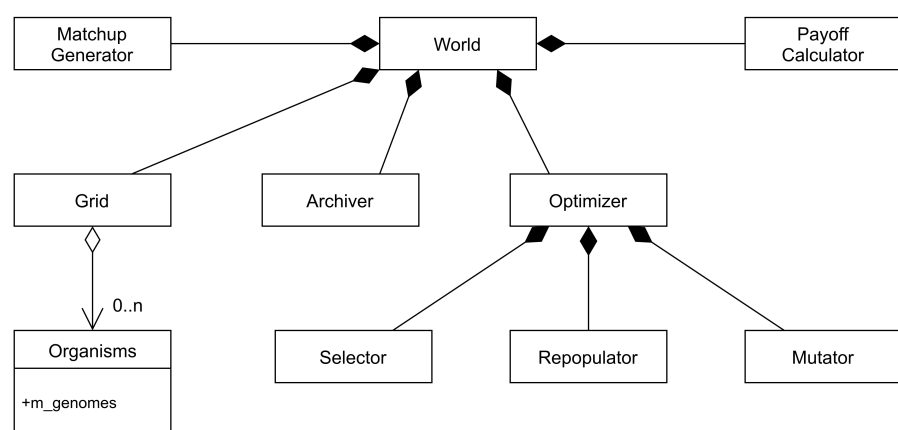 Matchup
Generator
World
Payoff
Calculator
Grid
Archiver
Optimizer
0..n
Organisms
+m_genomes
Selector
Repopulator
Mutator